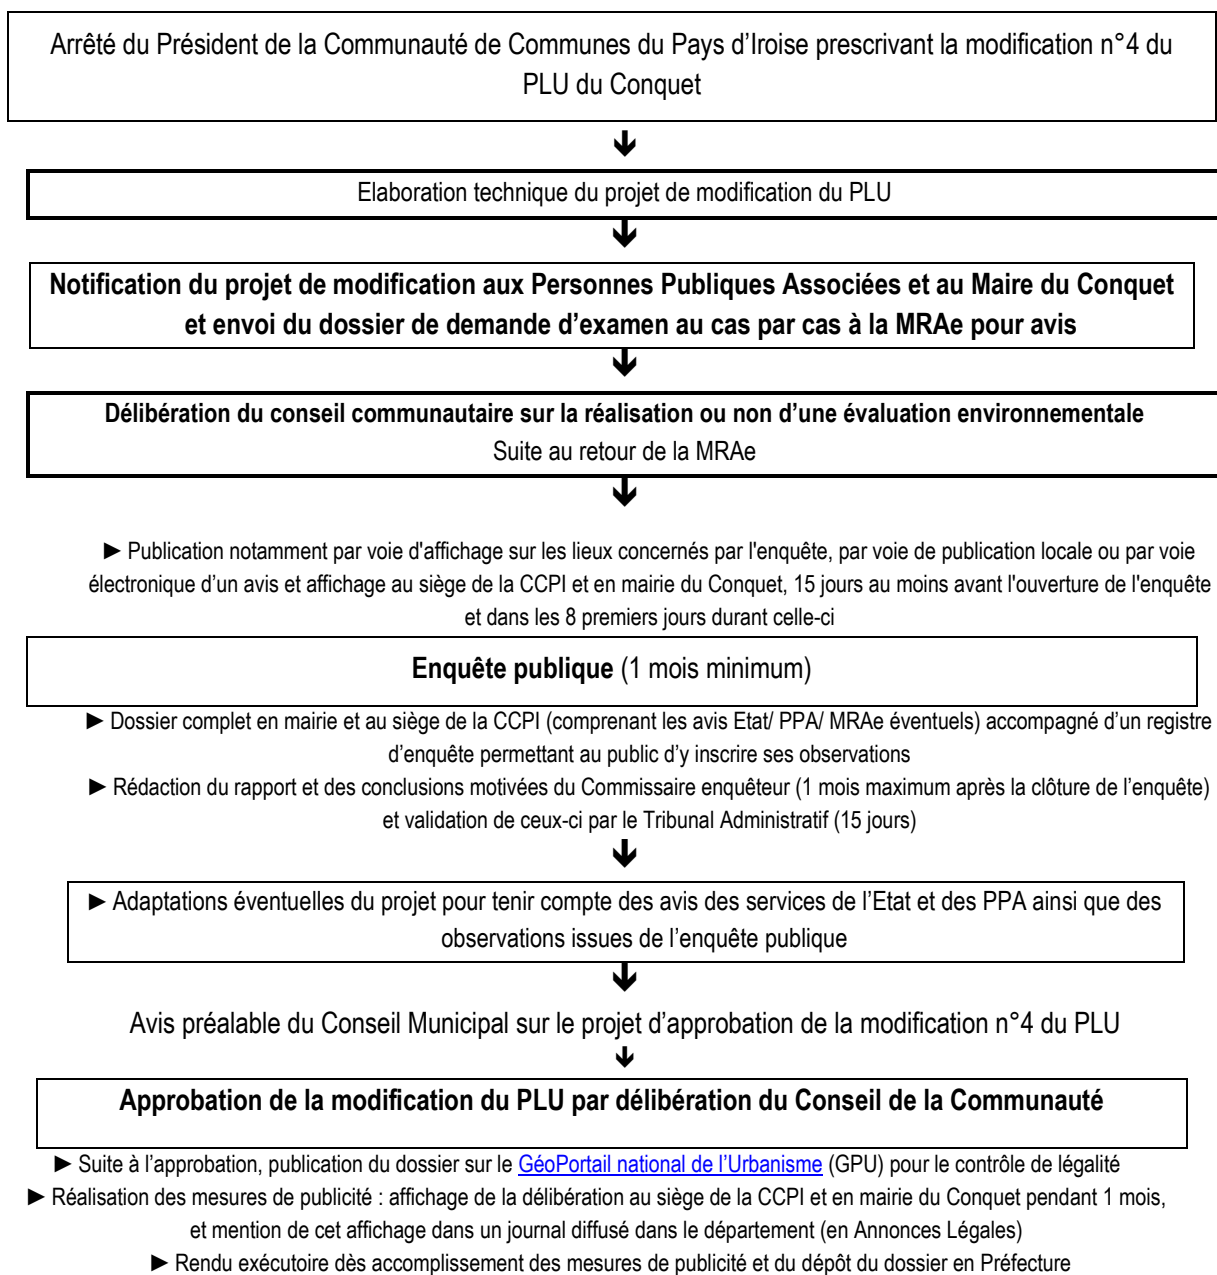 Arrêté du Président de la Communauté de Communes du Pays d’Iroise prescrivant la modification n°4 du
PLU du Conquet
Elaboration technique du projet de modification du PLU
Notification du projet de modification aux Personnes Publiques Associées et au Maire du Conquet
et envoi du dossier de demande d’examen au cas par cas à la MRAe pour avis
Délibération du conseil communautaire sur la réalisation ou non d’une évaluation environnementale
Suite au retour de la MRAe
► Publication notamment par voie d'affichage sur les lieux concernés par l'enquête, par voie de publication locale ou par voie
électronique d’un avis et affichage au siège de la CCPI et en mairie du Conquet, 15 jours au moins avant l'ouverture de l'enquête
et dans les 8 premiers jours durant celle-ci
Enquête publique (1 mois minimum)
► Dossier complet en mairie et au siège de la CCPI (comprenant les avis Etat/ PPA/ MRAe éventuels) accompagné d’un registre
d’enquête permettant au public d’y inscrire ses observations
► Rédaction du rapport et des conclusions motivées du Commissaire enquêteur (1 mois maximum après la clôture de l’enquête)
et validation de ceux-ci par le Tribunal Administratif (15 jours)
► Adaptations éventuelles du projet pour tenir compte des avis des services de l’Etat et des PPA ainsi que des
observations issues de l’enquête publique
Avis préalable du Conseil Municipal sur le projet d’approbation de la modification n°4 du PLU
Approbation de la modification du PLU par délibération du Conseil de la Communauté
► Suite à l’approbation, publication du dossier sur le GéoPortail national de l’Urbanisme (GPU) pour le contrôle de légalité
► Réalisation des mesures de publicité : affichage de la délibération au siège de la CCPI et en mairie du Conquet pendant 1 mois,
et mention de cet affichage dans un journal diffusé dans le département (en Annonces Légales)
► Rendu exécutoire dès accomplissement des mesures de publicité et du dépôt du dossier en Préfecture